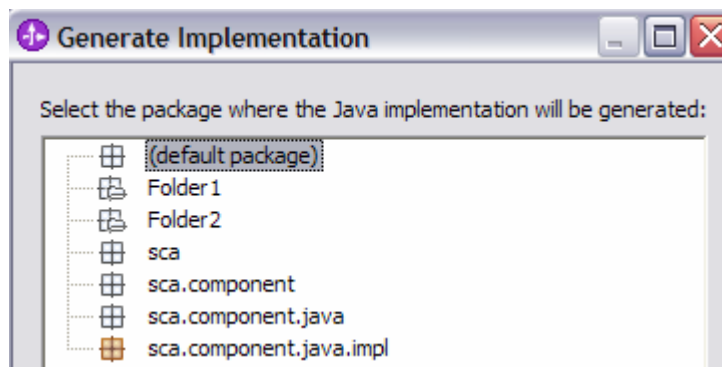 Generate Implementation
Select the package where the Java implementation will be generated:
(default package)
Folder1
Folder2
sca
sca.component
sca.component.java
sca.component.java.impl